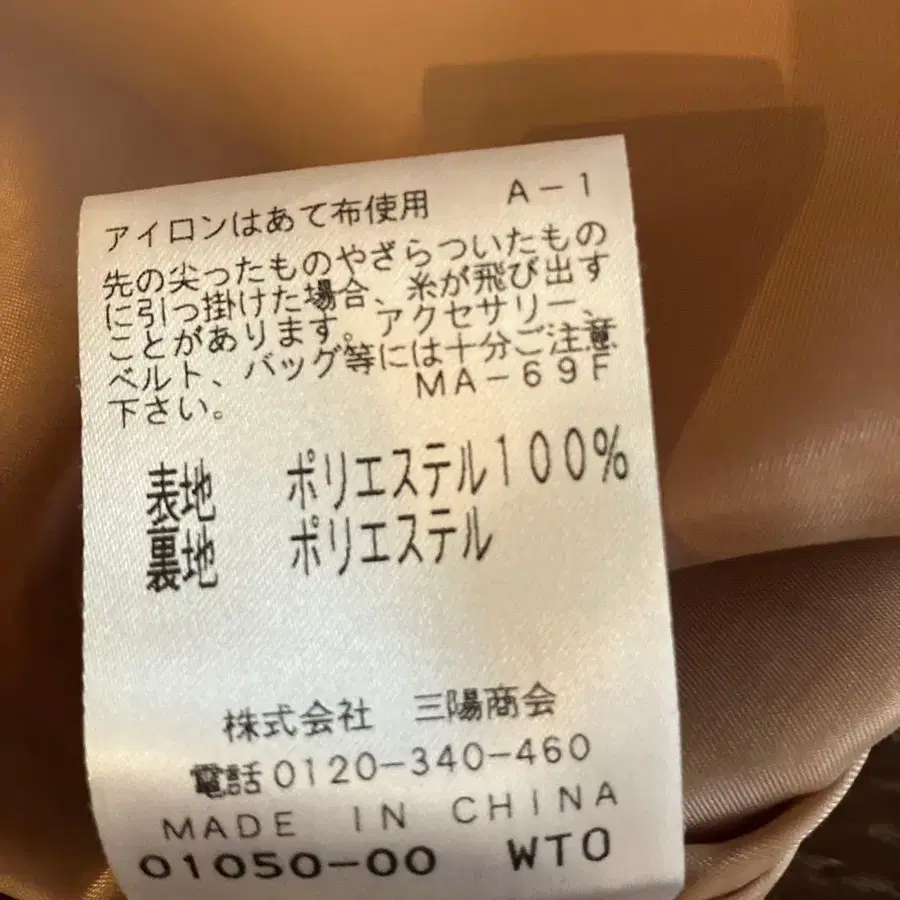 アイロンはあて布使用 A-1
先の尖ったものやざらついたもの
に引っ掛けた場合、糸が飛び出す
ことがあります。アクセサリー、
ベルト、バッグ等には十分ご注意
下さい。 MA-69F
表地 ポリエステル100%
裏地 ポリエステル
株式会社 三陽商会
電話0120-340-460
MADE IN CHINA
01050-00 WTO